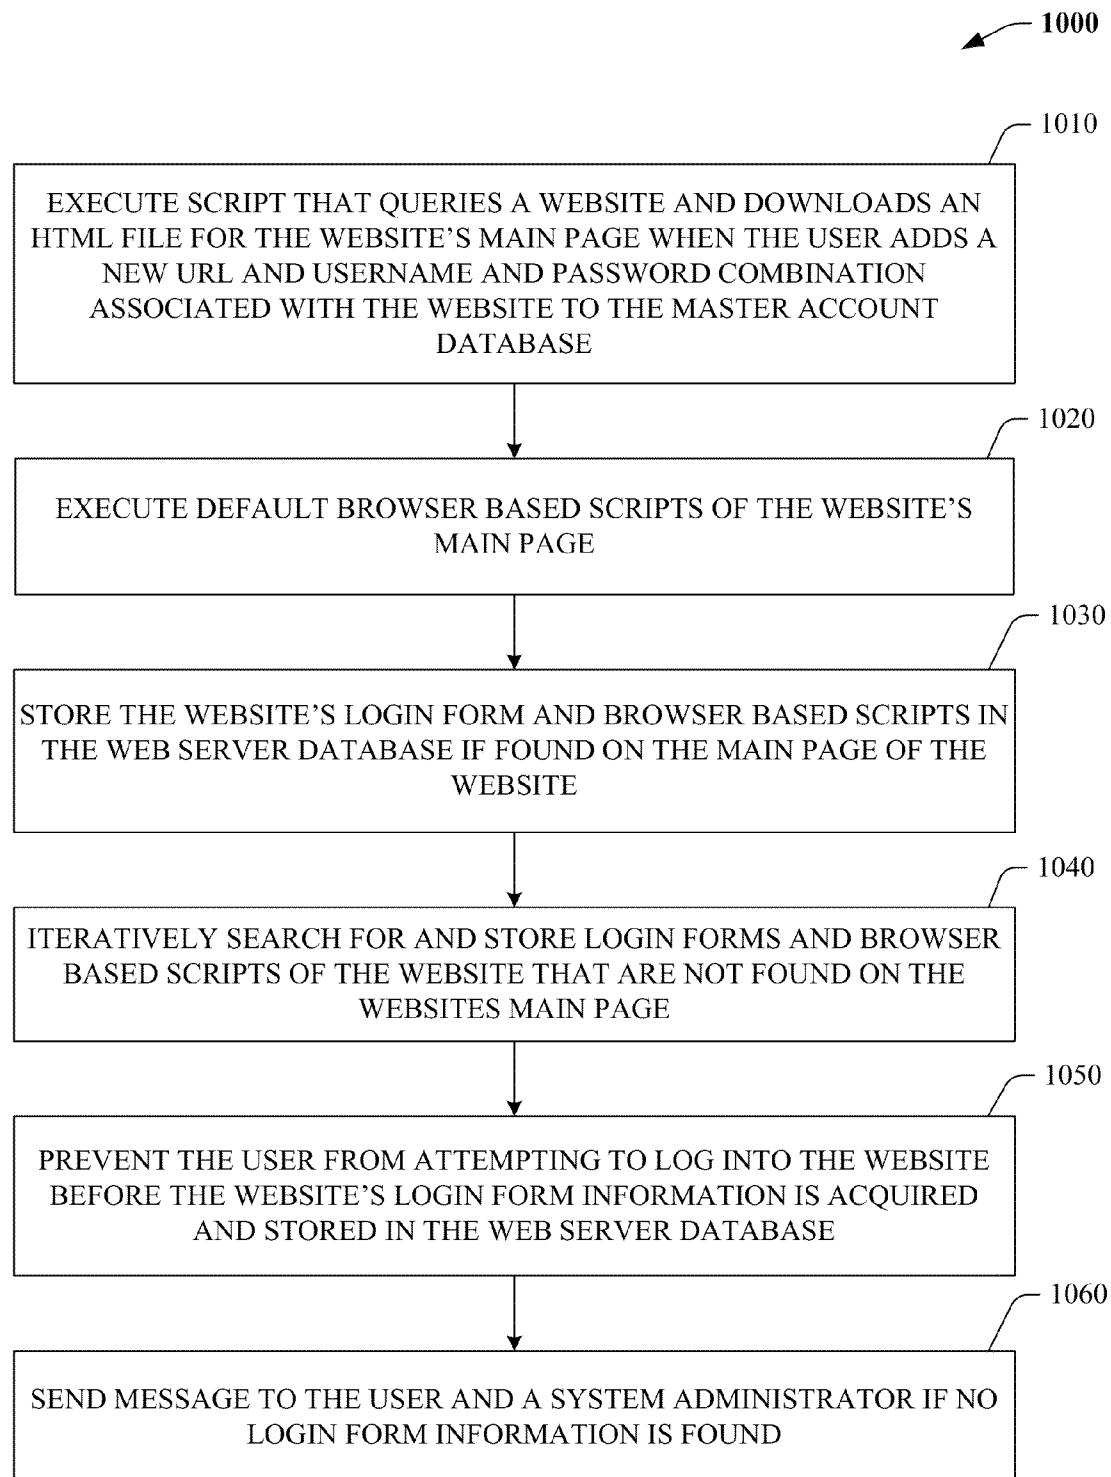 1000
1010
EXECUTE SCRIPT THAT QUERIES A WEBSITE AND DOWNLOADS AN
HTML FILE FOR THE WEBSITE’S MAIN PAGE WHEN THE USER ADDS A
NEW URL AND USERNAME AND PASSWORD COMBINATION
ASSOCIATED WITH THE WEBSITE TO THE MASTER ACCOUNT
DATABASE
1020
EXECUTE DEFAULT BROWSER BASED SCRIPTS OF THE WEBSITE’S
MAIN PAGE
1030
STORE THE WEBSITE’S LOGIN FORM AND BROWSER BASED SCRIPTS IN
THE WEB SERVER DATABASE IF FOUND ON THE MAIN PAGE OF THE
WEBSITE
1040
ITERATIVELY SEARCH FOR AND STORE LOGIN FORMS AND BROWSER
BASED SCRIPTS OF THE WEBSITE THAT ARE NOT FOUND ON THE
WEBSITES MAIN PAGE
1050
PREVENT THE USER FROM ATTEMPTING TO LOG INTO THE WEBSITE
BEFORE THE WEBSITE’S LOGIN FORM INFORMATION IS ACQUIRED
AND STORED IN THE WEB SERVER DATABASE
1060
SEND MESSAGE TO THE USER AND A SYSTEM ADMINISTRATOR IF NO
LOGIN FORM INFORMATION IS FOUND